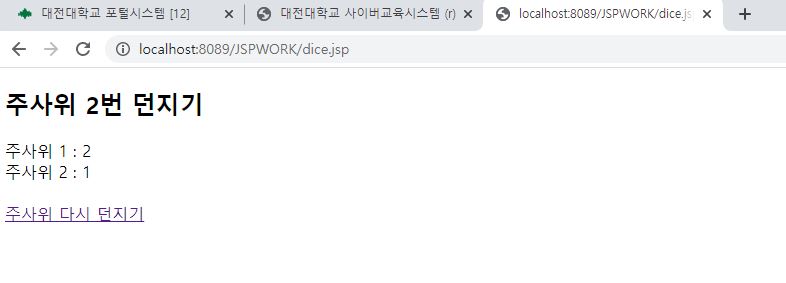 대전대학교 포털시스템 [12]
대전대학교 사이버교육시스템 (r)
localhost:8089/JSPWORK/dice.js
localhost:8089/JSPWORK/dice.jsp
주사위 2번 던지기
주사위 1 : 2
주사위 2 : 1
주사위 다시 던지기